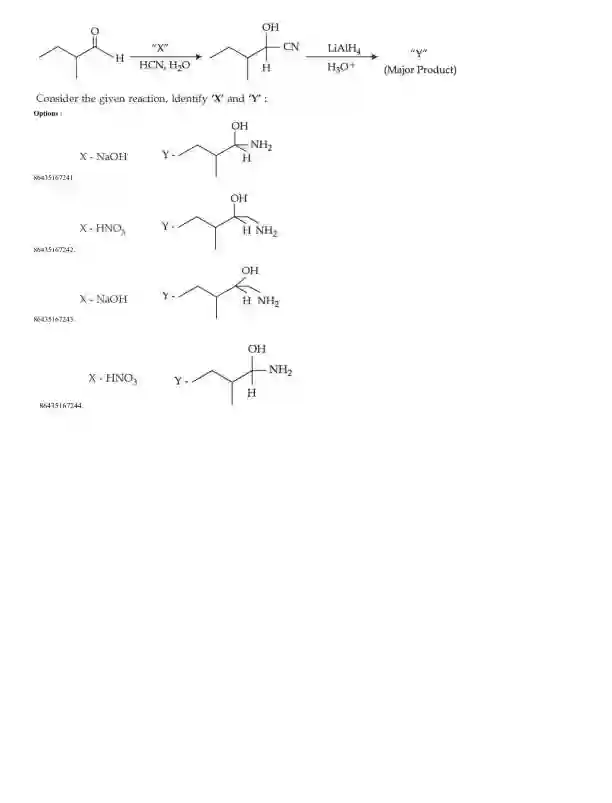 O
OH
H
"X"
HCN, H₂O
CN
H
LiAlH₄
H₃O⁺
"Y"
(Major Product)
Consider the given reaction, Identify 'X' and 'Y' :
Options :
OH
X - NaOH Y - NH₂
H
86435167241
OH
X - HNO₃ Y - H NH₂
86435167242.
OH
X - NaOH Y - H NH₂
86435167243.
OH
X - HNO₃ Y - NH₂
H
86435167244.